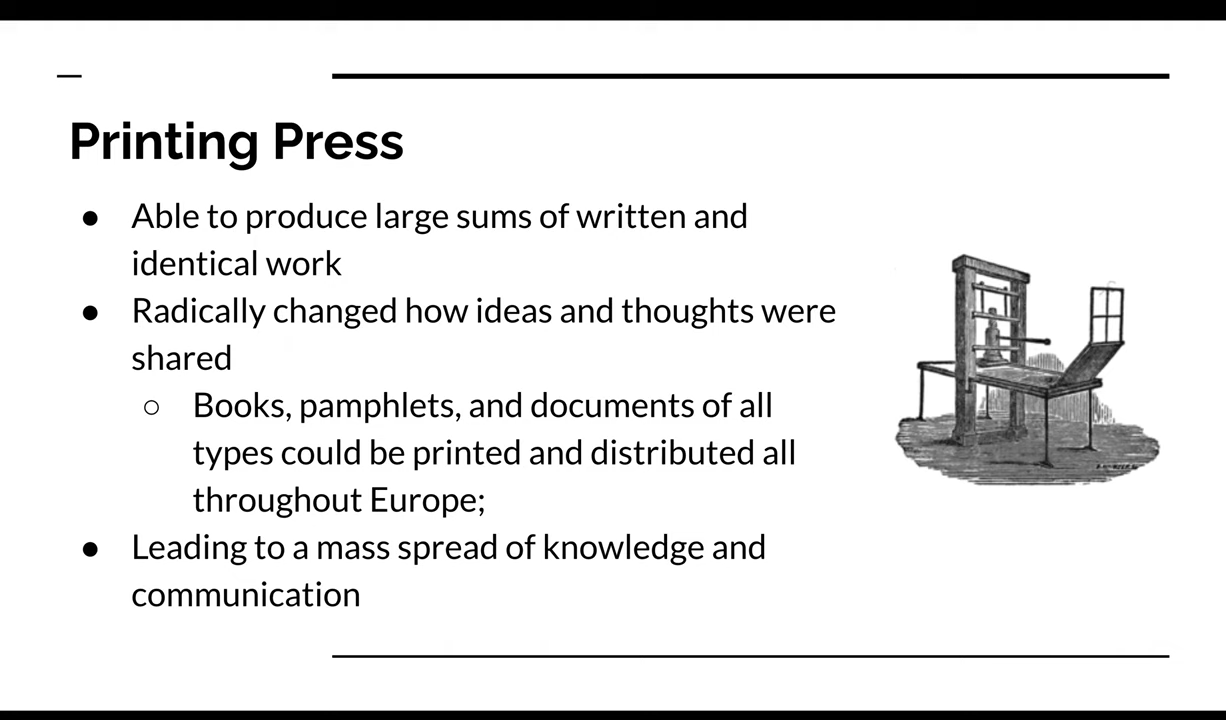 Printing Press
● Able to produce large sums of written and
identical work
● Radically changed how ideas and thoughts were
shared
○ Books, pamphlets, and documents of all
types could be printed and distributed all
throughout Europe;
● Leading to a mass spread of knowledge and
communication